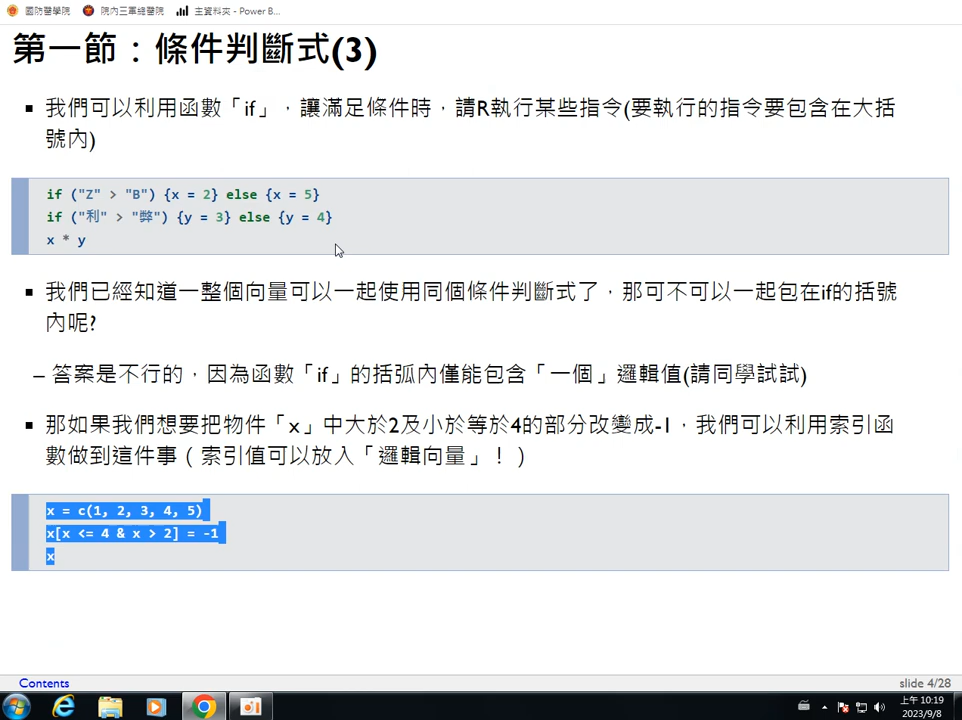 國防醫學院 院內三軍總醫院 主資料夾 - Power B...
第一節：條件判斷式(3)
我們可以利用函數「if」，讓滿足條件時，請R執行某些指令(要執行的指令要包含在大括
號內)
if ("Z" > "B") {x = 2} else {x = 5}
if ("利" > "弊") {y = 3} else {y = 4}
x * y
我們已經知道一整個向量可以一起使用同個條件判斷式了，那可不可以一起包在if的括號
內呢?
– 答案是不行的，因為函數「if」的括弧內僅能包含「一個」邏輯值(請同學試試)
那如果我們想要把物件「x」中大於2及小於等於4的部分改變成-1，我們可以利用索引函
數做到這件事（索引值可以放入「邏輯向量」！）
x = c(1, 2, 3, 4, 5)
x[x <= 4 & x > 2] = -1
x
Contents
slide 4/28
上午 10:19
2023/9/8